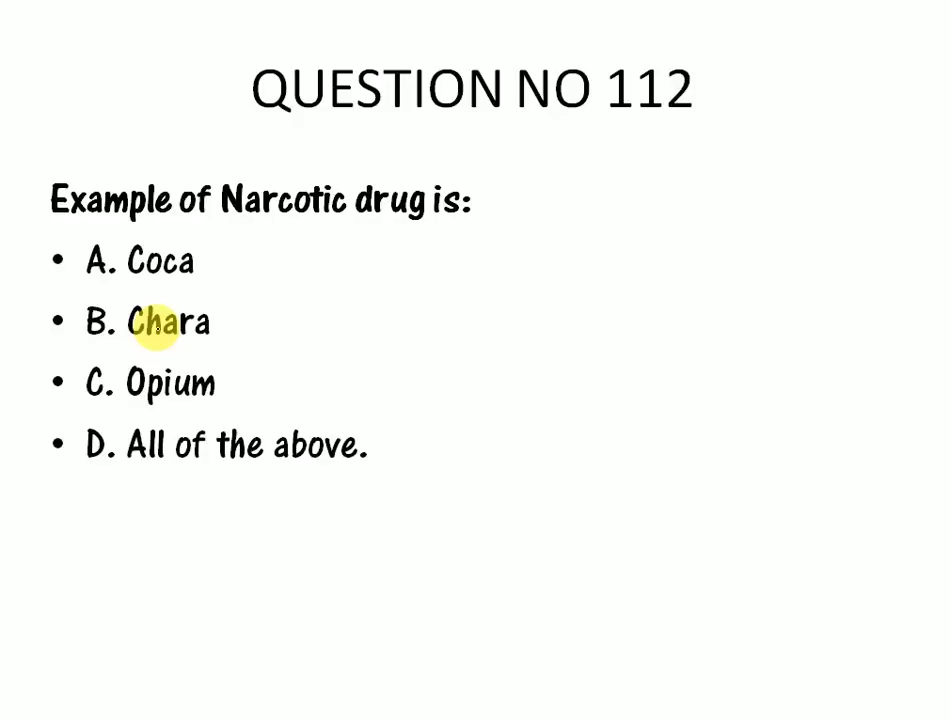 QUESTION NO 112
Example of Narcotic drug is:
• A. Coca
• B. Chara
• C. Opium
• D. All of the above.